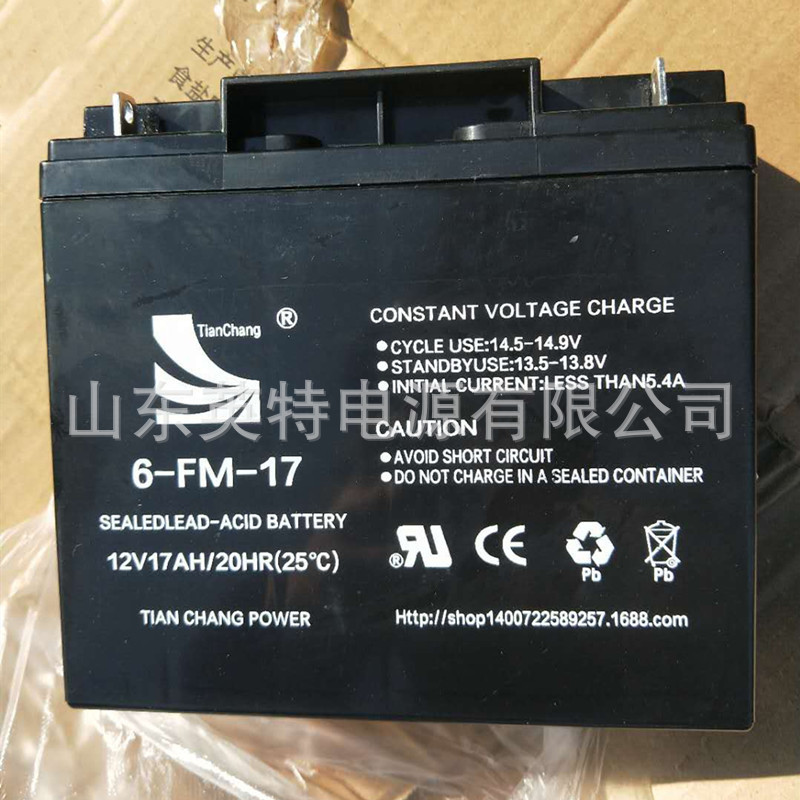 生产
TianChang ®
CONSTANT VOLTAGE CHARGE
●CYCLE USE:14.5-14.9V
●STANDBYUSE:13.5-13.8V
●INITIAL CURRENT:LESS THAN5.4A
山东英特电源有限公司
CAUTION
●AVOID SHORT CIRCUIT
●DO NOT CHARGE IN A SEALED CONTAINER
6-FM-17
SEALEDLEAD-ACID BATTERY
12V17AH/20HR(25℃)
TIAN CHANG POWER
®
CE
Pb
Pb
Http://shop1400722589257.1688.com